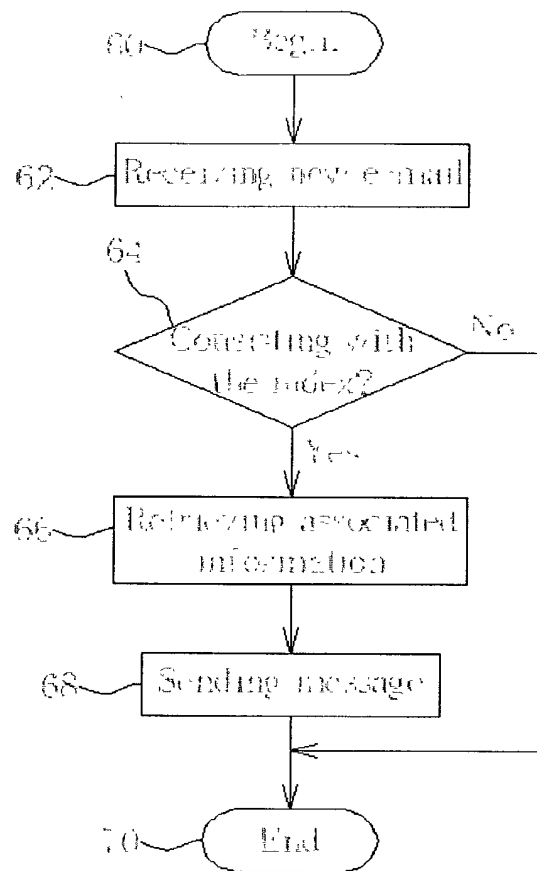 60
Begin
62
Receiving new e-mail
64
with
the index?
No
Yes
66
Retrieving associated
information
68
Sending message
70
End